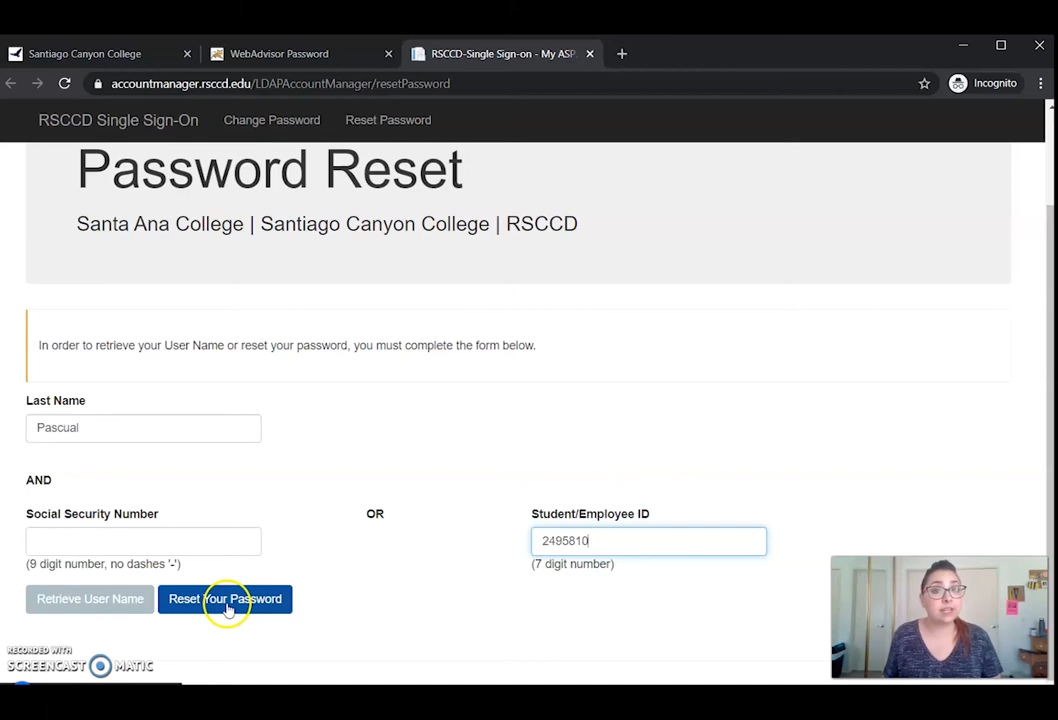 Santiago Canyon College
WebAdvisor Password
RSCCD-Single Sign-on - My ASP.
accountmanager.rsccd.edu/LDAPAccountManager/resetPassword
Incognito
RSCCD Single Sign-On
Change Password
Reset Password
Password Reset
Santa Ana College | Santiago Canyon College | RSCCD
In order to retrieve your User Name or reset your password, you must complete the form below.
Last Name
Pascual
AND
Social Security Number
OR
Student/Employee ID
2495810
(9 digit number, no dashes '-')
(7 digit number)
Retrieve User Name
Reset Your Password
RECORDED WITH
SCREENCAST MATIC